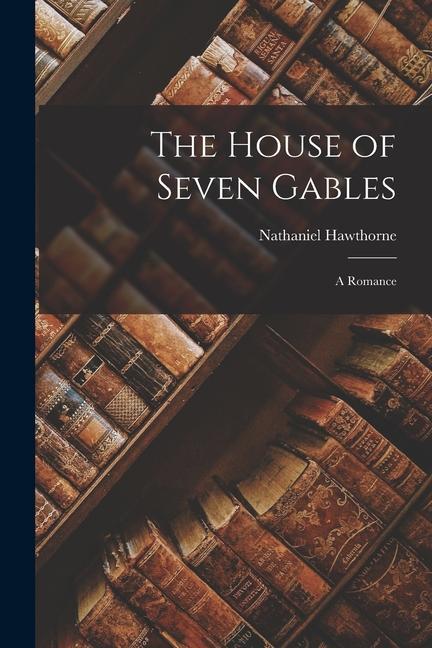 The House of
Seven Gables
Nathaniel Hawthorne
A Romance